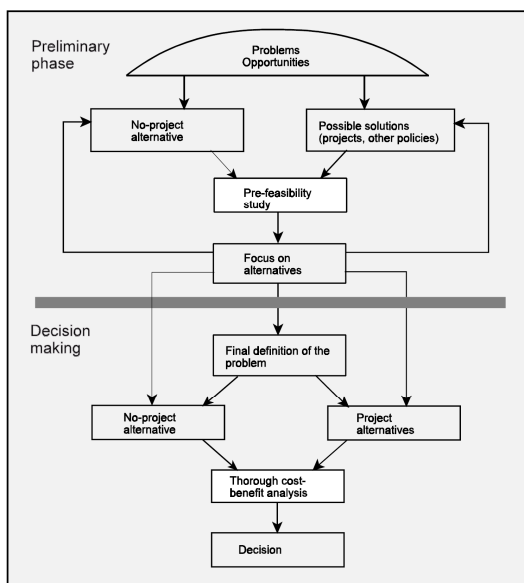 Preliminary
phase
Problems
Opportunities
No-project
alternative
Possible solutions
(projects, other policies)
Pre-feasibility
study
Focus on
alternatives
Decision
making
Final definition of the
problem
No-project
alternative
Project
alternatives
Thorough cost-
benefit analysis
Decision